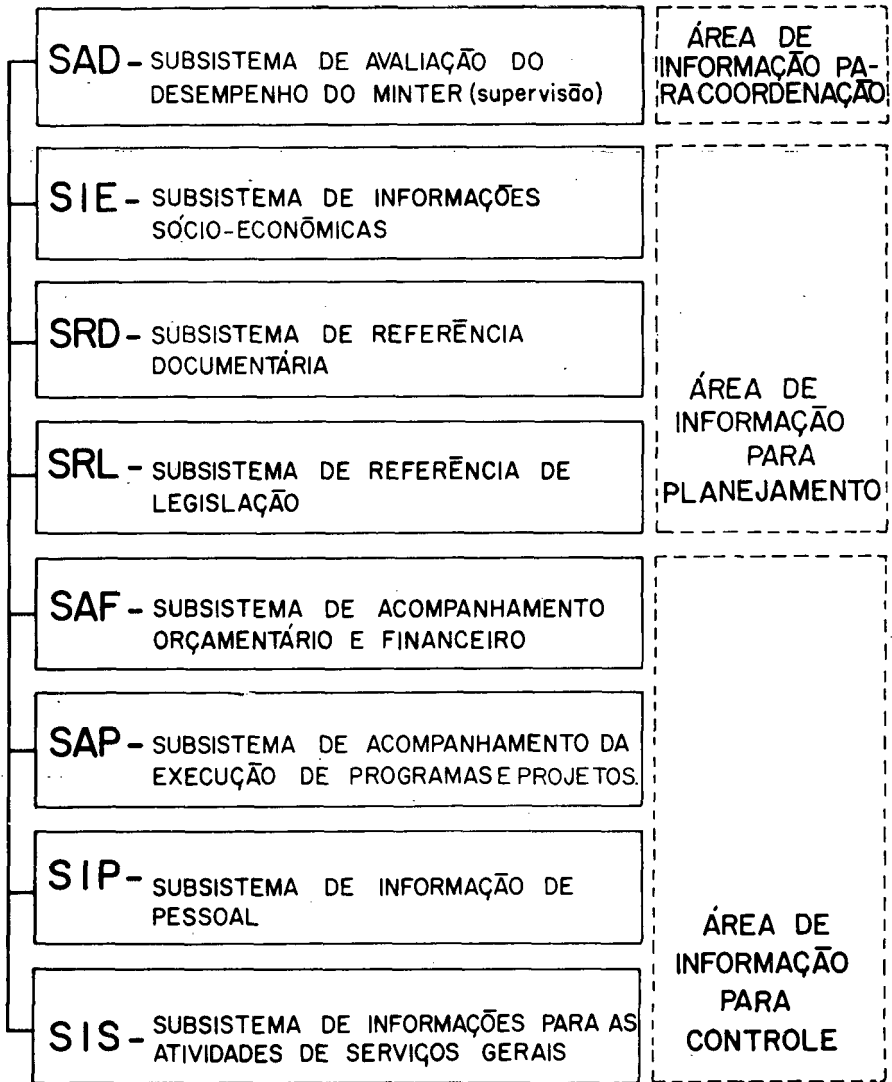 SAD - SUBSISTEMA DE AVALIAÇÃO DO
DESEMPENHO DO MINTER (supervisão)
ÁREA DE
INFORMAÇÃO PA-
RA COORDENAÇÃO
SIE - SUBSISTEMA DE INFORMAÇÕES
SÓCIO-ECONÔMICAS
SRD - SUBSISTEMA DE REFERÊNCIA
DOCUMENTÁRIA
SRL - SUBSISTEMA DE REFERÊNCIA DE
LEGISLAÇÃO
ÁREA DE
INFORMAÇÃO
PARA
PLANEJAMENTO
SAF - SUBSISTEMA DE ACOMPANHAMENTO
ORÇAMENTÁRIO E FINANCEIRO
SAP - SUBSISTEMA DE ACOMPANHAMENTO DA
EXECUÇÃO DE PROGRAMAS E PROJETOS.
SIP - SUBSISTEMA DE INFORMAÇÃO DE
PESSOAL
SIS - SUBSISTEMA DE INFORMAÇÕES PARA AS
ATIVIDADES DE SERVIÇOS GERAIS
ÁREA DE
INFORMAÇÃO
PARA
CONTROLE